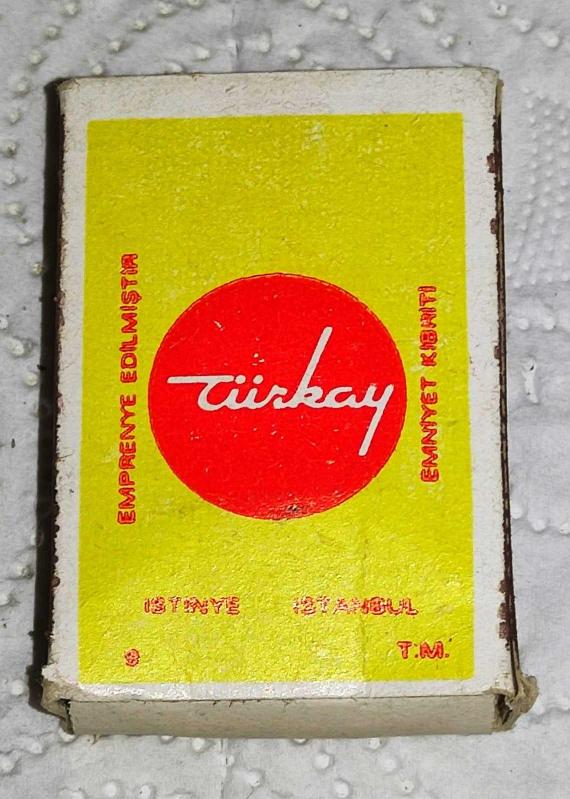 EMPRENYE EDİLMİŞTİR
Türkay
EMNİYET KİBRİTİ
İSTİNYE İSTANBUL
T.M.